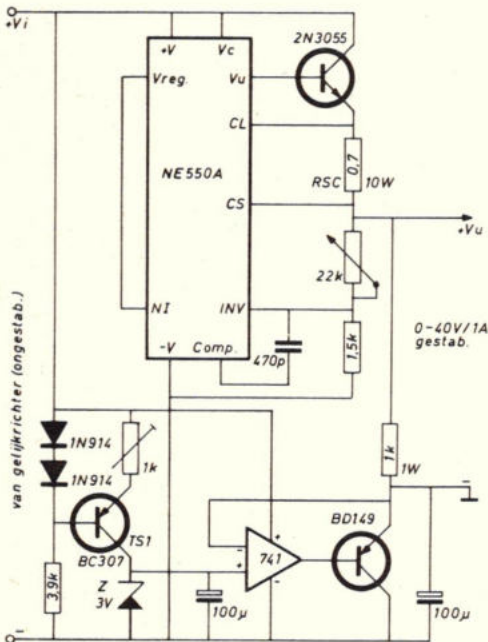 +Vi
2N3055
+V Vc
Vreg. Vu
CL
NE550A
RSC 0,7 10W
CS
+Vu
22k
NI INV
0-40V/1A
gestab.
-V Comp.
470p
1,5k
van gelijkrichter (ongestab.)
1N914
1k
1k
1W
-
1N914
TS1
BD149
BC307
+
-
741
+
-
3,9k
Z
3V
100µ
100µ
-